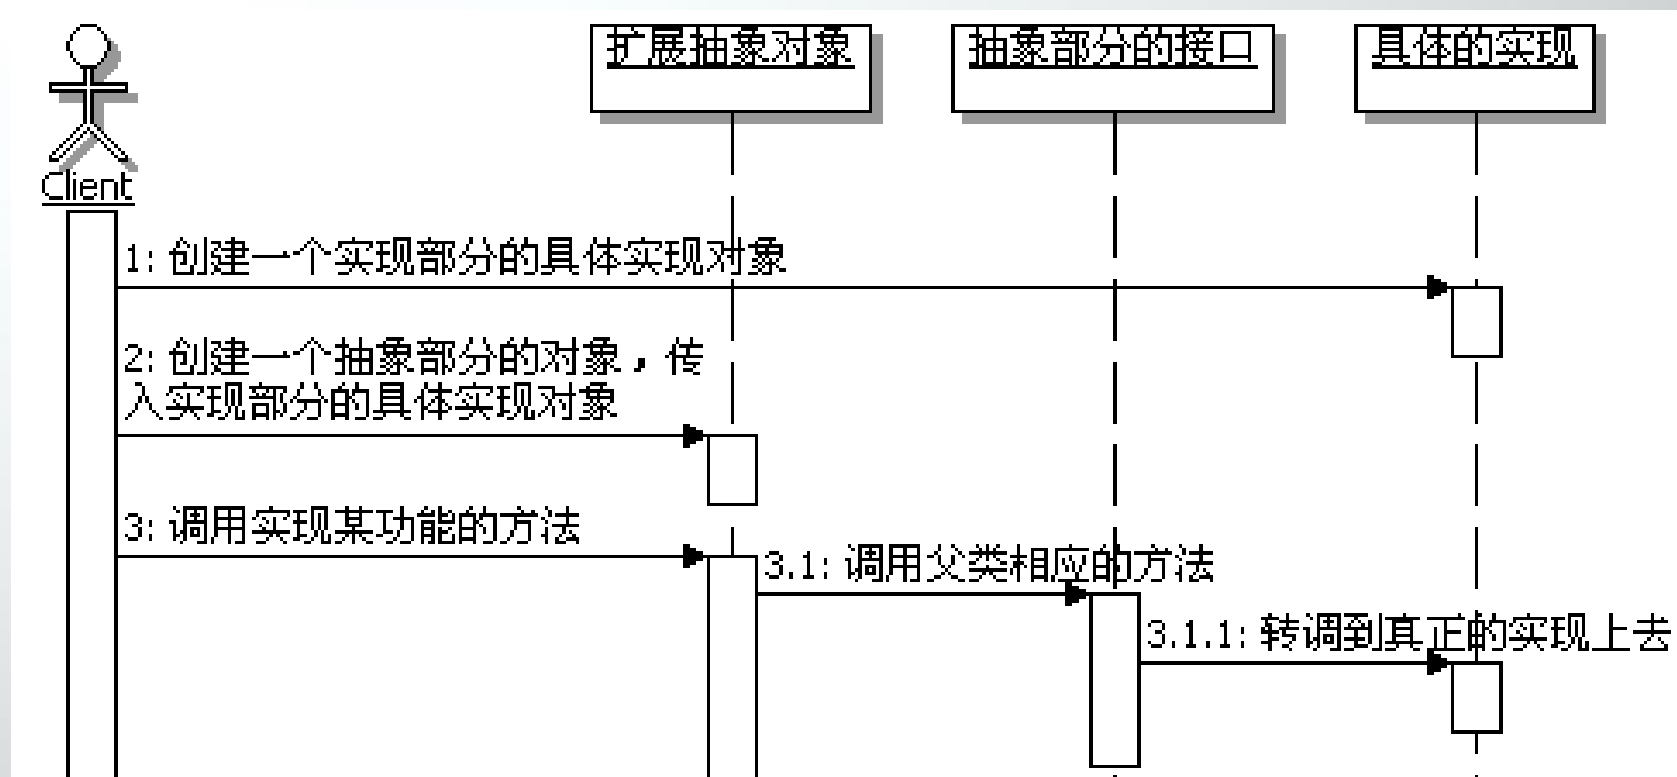 扩展抽象对象
抽象部分的接口
具体的实现
Client
1: 创建一个实现部分的具体实现对象
2: 创建一个抽象部分的对象，传
入实现部分的具体实现对象
3: 调用实现某功能的方法
3.1: 调用父类相应的方法
3.1.1: 转调到真正的实现上去